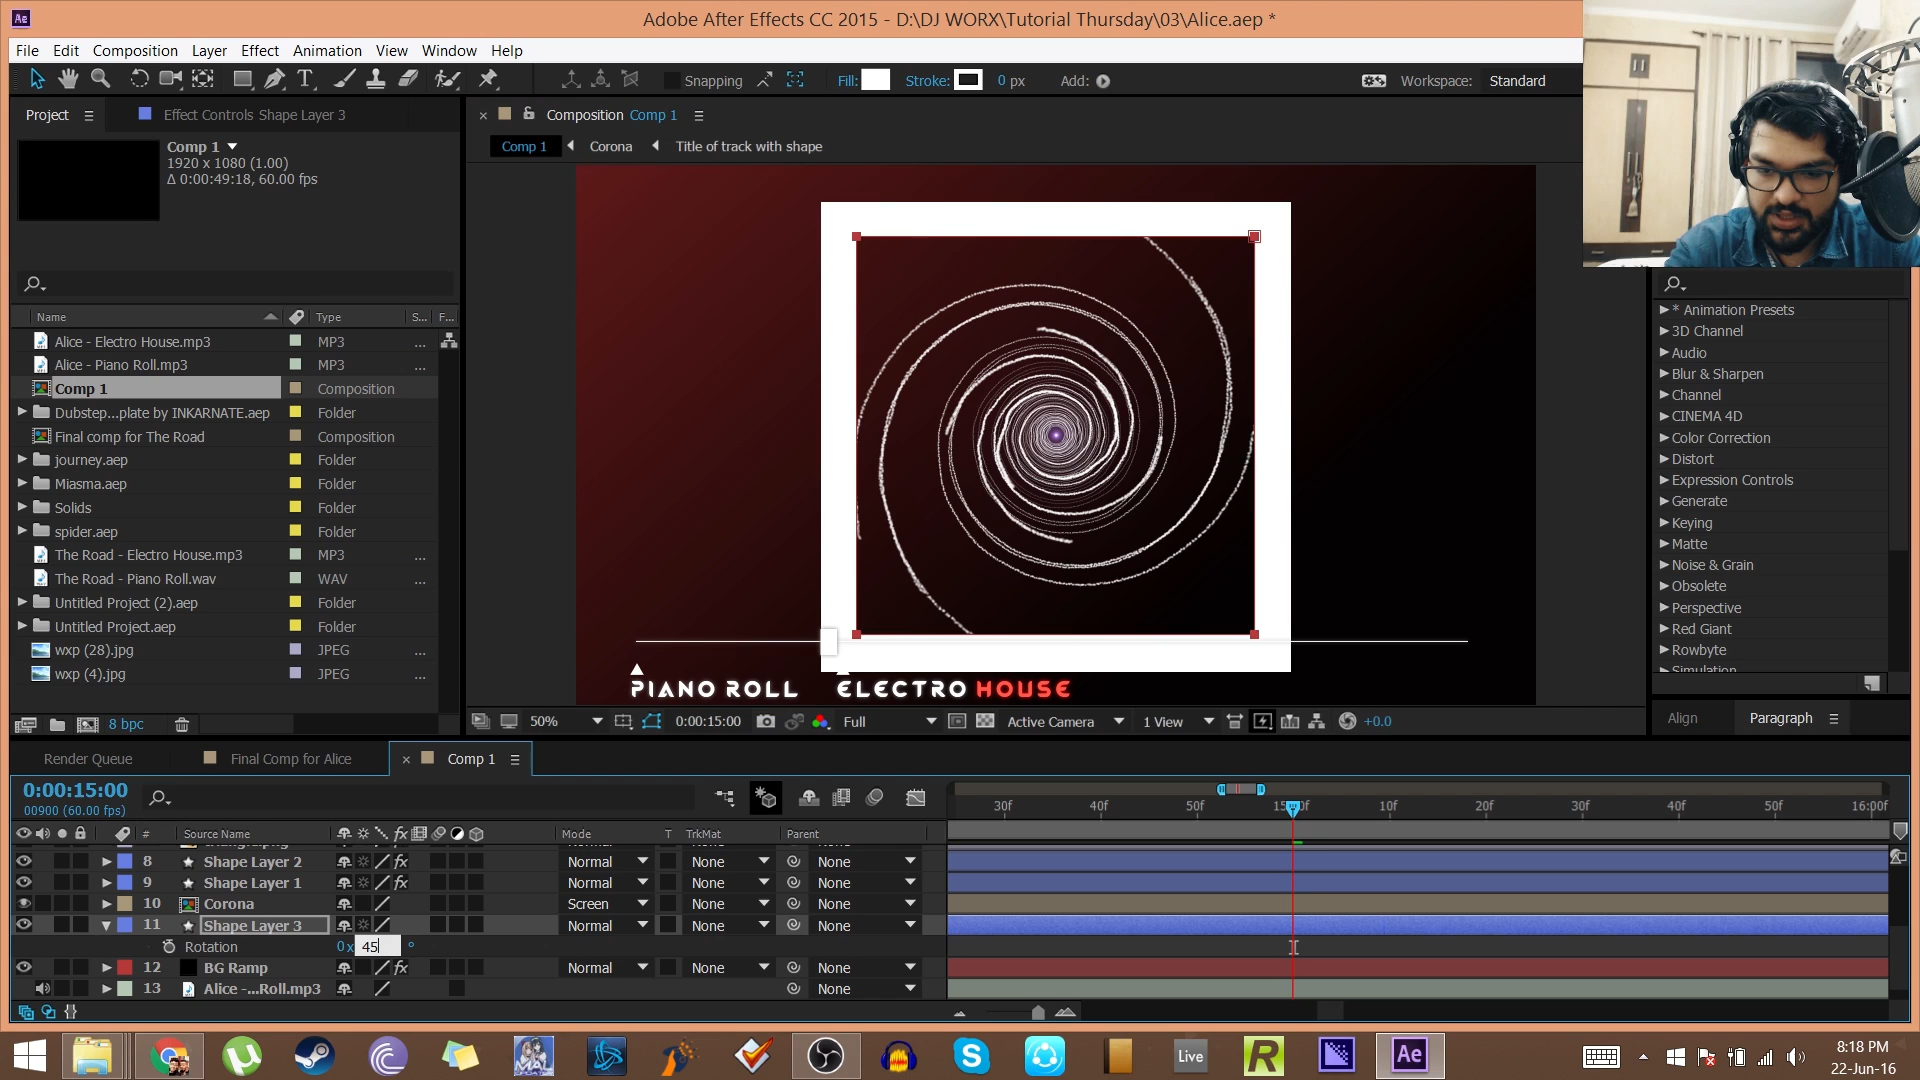 Ae
Adobe After Effects CC 2015 - D:\DJ WORX\Tutorial Thursday\03\Alice.aep *
File Edit Composition Layer Effect Animation View Window Help
Snapping Fill: Stroke: 0 px Add: Workspace: Standard
Project Effect Controls Shape Layer 3
Composition Comp 1
Comp 1
1920 x 1080 (1.00)
Δ 0:00:49:18, 60.00 fps
Comp 1 Corona Title of track with shape
Name Type S... F...
Alice - Electro House.mp3 MP3 ...
Alice - Piano Roll.mp3 MP3 ...
Comp 1 Composition
Dubstep...plate by INKARNATE.aep Folder
Final comp for The Road Composition
journey.aep Folder
Miasma.aep Folder
Solids Folder
spider.aep Folder
The Road - Electro House.mp3 MP3 ...
The Road - Piano Roll.wav WAV ...
Untitled Project (2).aep Folder
Untitled Project.aep Folder
wxp (28).jpg JPEG ...
wxp (4).jpg JPEG ...
8 bpc
PIANO ROLL ELECTRO HOUSE
50% 0:00:15:00 Full Active Camera 1 View +0.0
* Animation Presets
3D Channel
Audio
Blur & Sharpen
Channel
CINEMA 4D
Color Correction
Distort
Expression Controls
Generate
Keying
Matte
Noise & Grain
Obsolete
Perspective
Red Giant
Rowbyte
Simulation
Align Paragraph
Render Queue Final Comp for Alice Comp 1
0:00:15:00
00900 (60.00 fps)
30f 40f 50f 15:00f 10f 20f 30f 40f 50f 16:00f
# Source Name fx Mode T TrkMat Parent
8 Shape Layer 2 fx Normal None None
9 Shape Layer 1 fx Normal None None
10 Corona Screen None None
11 Shape Layer 3 Normal None None
Rotation 0x 45 °
12 BG Ramp fx Normal None None
13 Alice -...Roll.mp3 None
MAL Live R Ae
8:18 PM
22-Jun-16